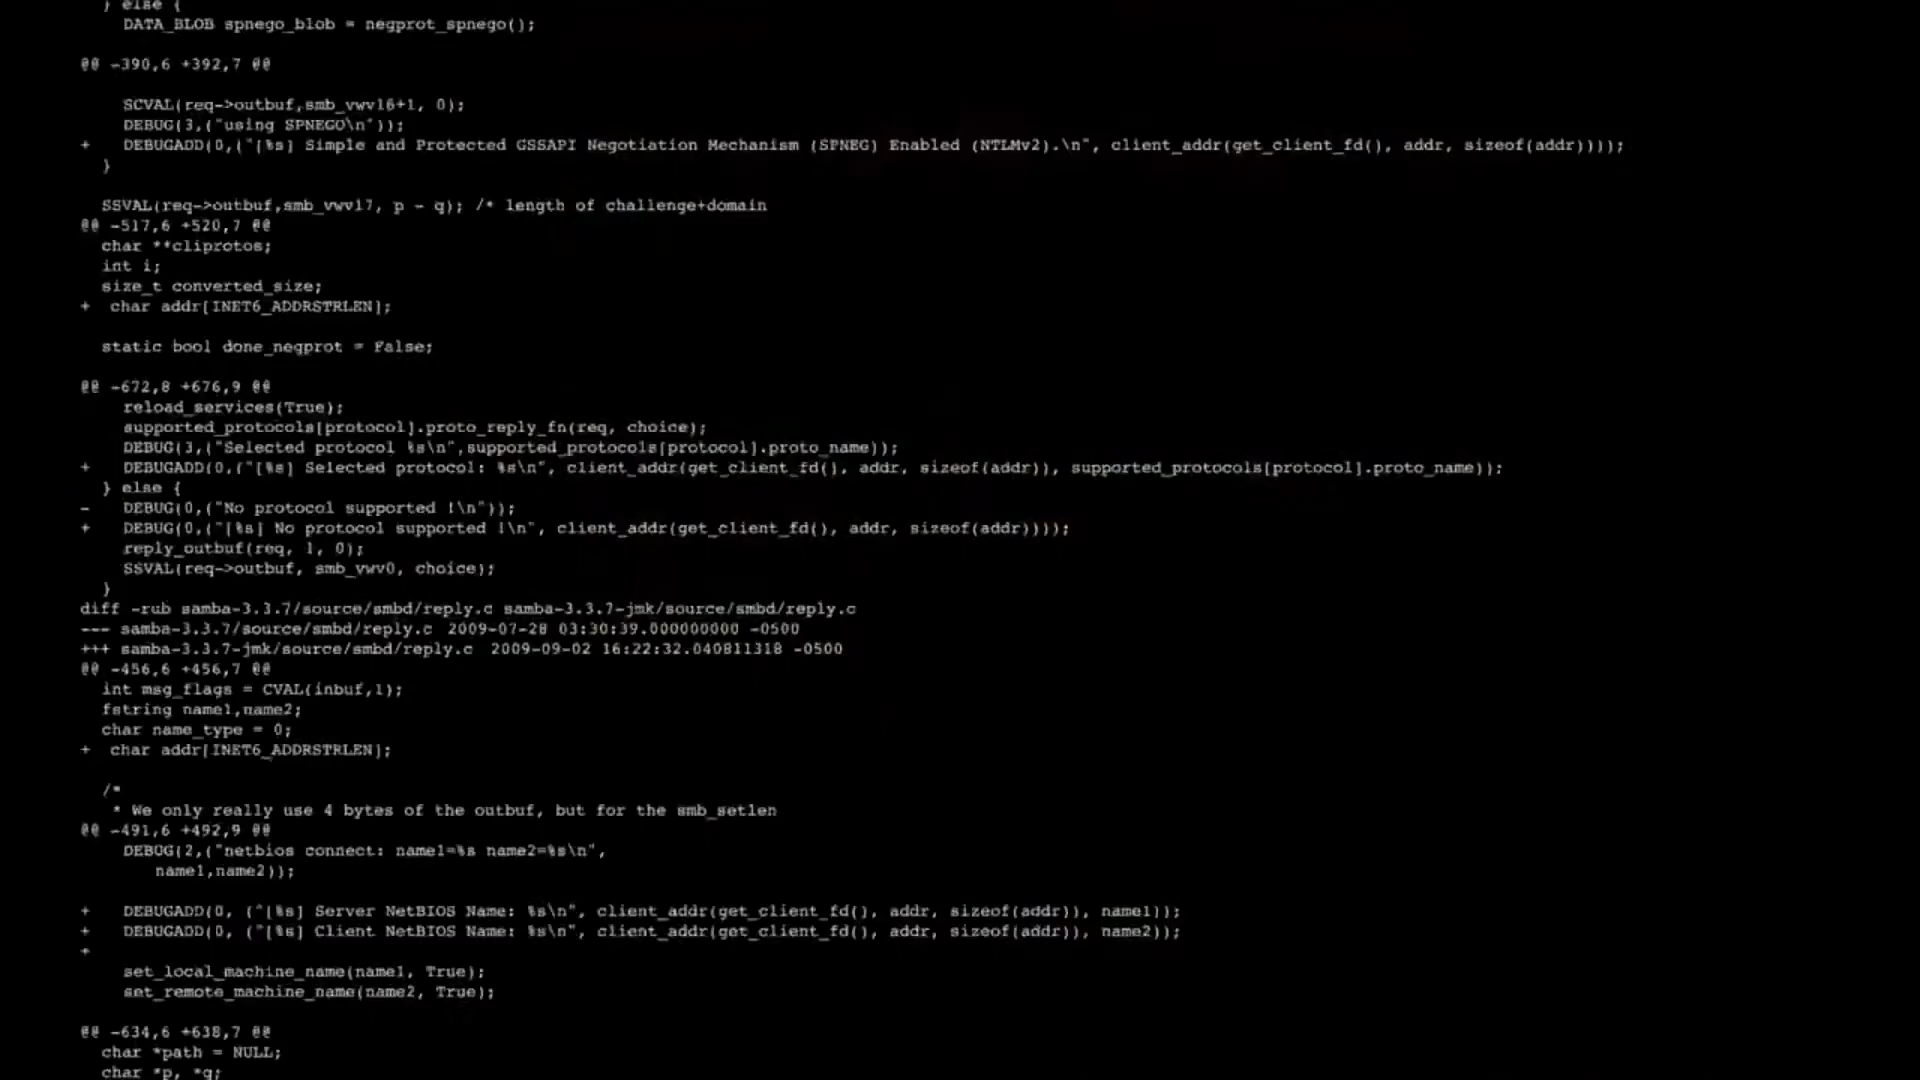 } else {
DATA_BLOB spnego_blob = negprot_spnego();
@@ -390,6 +392,7 @@
SCVAL(req->outbuf,smb_vwv16+1, 0);
DEBUG(3,("using SPNEGO\n"));
+ DEBUGADD(0,("[%s] Simple and Protected GSSAPI Negotiation Mechanism (SPNEG) Enabled (NTLMv2).\n", client_addr(get_client_fd(), addr, sizeof(addr))));
}
SSVAL(req->outbuf,smb_vwv17, p - q); /* length of challenge+domain
@@ -517,6 +520,7 @@
char **cliprotos;
int i;
size_t converted_size;
+ char addr[INET6_ADDRSTRLEN];
static bool done_negprot = False;
@@ -672,8 +676,9 @@
reload_services(True);
supported_protocols[protocol].proto_reply_fn(req, choice);
DEBUG(3,("Selected protocol %s\n",supported_protocols[protocol].proto_name));
+ DEBUGADD(0,("[%s] Selected protocol: %s\n", client_addr(get_client_fd(), addr, sizeof(addr)), supported_protocols[protocol].proto_name));
} else {
- DEBUG(0,("No protocol supported !\n"));
+ DEBUG(0,("[%s] No protocol supported !\n", client_addr(get_client_fd(), addr, sizeof(addr))));
reply_outbuf(req, 1, 0);
SSVAL(req->outbuf, smb_vwv0, choice);
}
diff -rub samba-3.3.7/source/smbd/reply.c samba-3.3.7-jmk/source/smbd/reply.c
--- samba-3.3.7/source/smbd/reply.c 2009-07-28 03:30:39.000000000 -0500
+++ samba-3.3.7-jmk/source/smbd/reply.c 2009-09-02 16:22:32.040811318 -0500
@@ -456,6 +456,7 @@
int msg_flags = CVAL(inbuf,1);
fstring name1,name2;
char name_type = 0;
+ char addr[INET6_ADDRSTRLEN];
/*
* We only really use 4 bytes of the outbuf, but for the smb_setlen
@@ -491,6 +492,9 @@
DEBUG(2,("netbios connect: name1=%s name2=%s\n",
name1,name2));
+ DEBUGADD(0, ("[%s] Server NetBIOS Name: %s\n", client_addr(get_client_fd(), addr, sizeof(addr)), name1));
+ DEBUGADD(0, ("[%s] Client NetBIOS Name: %s\n", client_addr(get_client_fd(), addr, sizeof(addr)), name2));
+
set_local_machine_name(name1, True);
set_remote_machine_name(name2, True);
@@ -634,6 +638,7 @@
char *path = NULL;
char *p, *q;